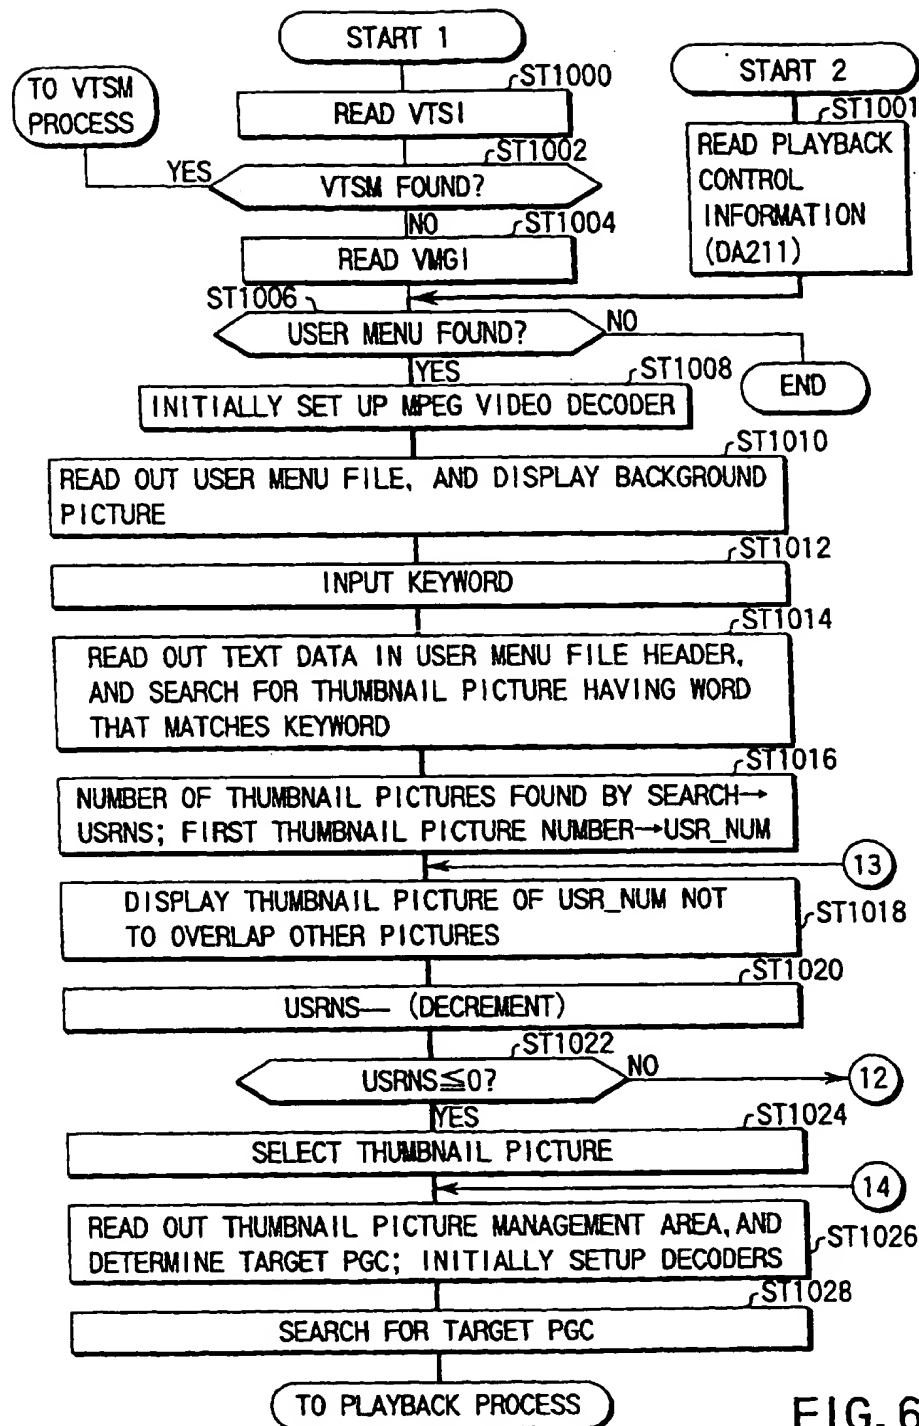 START 1
ST1000
READ VTSI
TO VTSM
PROCESS
ST1002
YES
VTSM FOUND?
NO
ST1004
READ VMGI
START 2
ST1001
READ PLAYBACK
CONTROL
INFORMATION
(DA211)
ST1006
USER MENU FOUND?
NO
END
YES
ST1008
INITIALLY SET UP MPEG VIDEO DECODER
ST1010
READ OUT USER MENU FILE, AND DISPLAY BACKGROUND
PICTURE
ST1012
INPUT KEYWORD
ST1014
READ OUT TEXT DATA IN USER MENU FILE HEADER,
AND SEARCH FOR THUMBNAIL PICTURE HAVING WORD
THAT MATCHES KEYWORD
ST1016
NUMBER OF THUMBNAIL PICTURES FOUND BY SEARCH→
USRNS; FIRST THUMBNAIL PICTURE NUMBER→USR_NUM
13
DISPLAY THUMBNAIL PICTURE OF USR_NUM NOT
TO OVERLAP OTHER PICTURES
ST1018
ST1020
USRNS—— (DECREMENT)
ST1022
USRNS≦0?
NO
12
YES
ST1024
SELECT THUMBNAIL PICTURE
14
READ OUT THUMBNAIL PICTURE MANAGEMENT AREA, AND
DETERMINE TARGET PGC; INITIALLY SETUP DECODERS
ST1026
ST1028
SEARCH FOR TARGET PGC
TO PLAYBACK PROCESS
FIG. 6